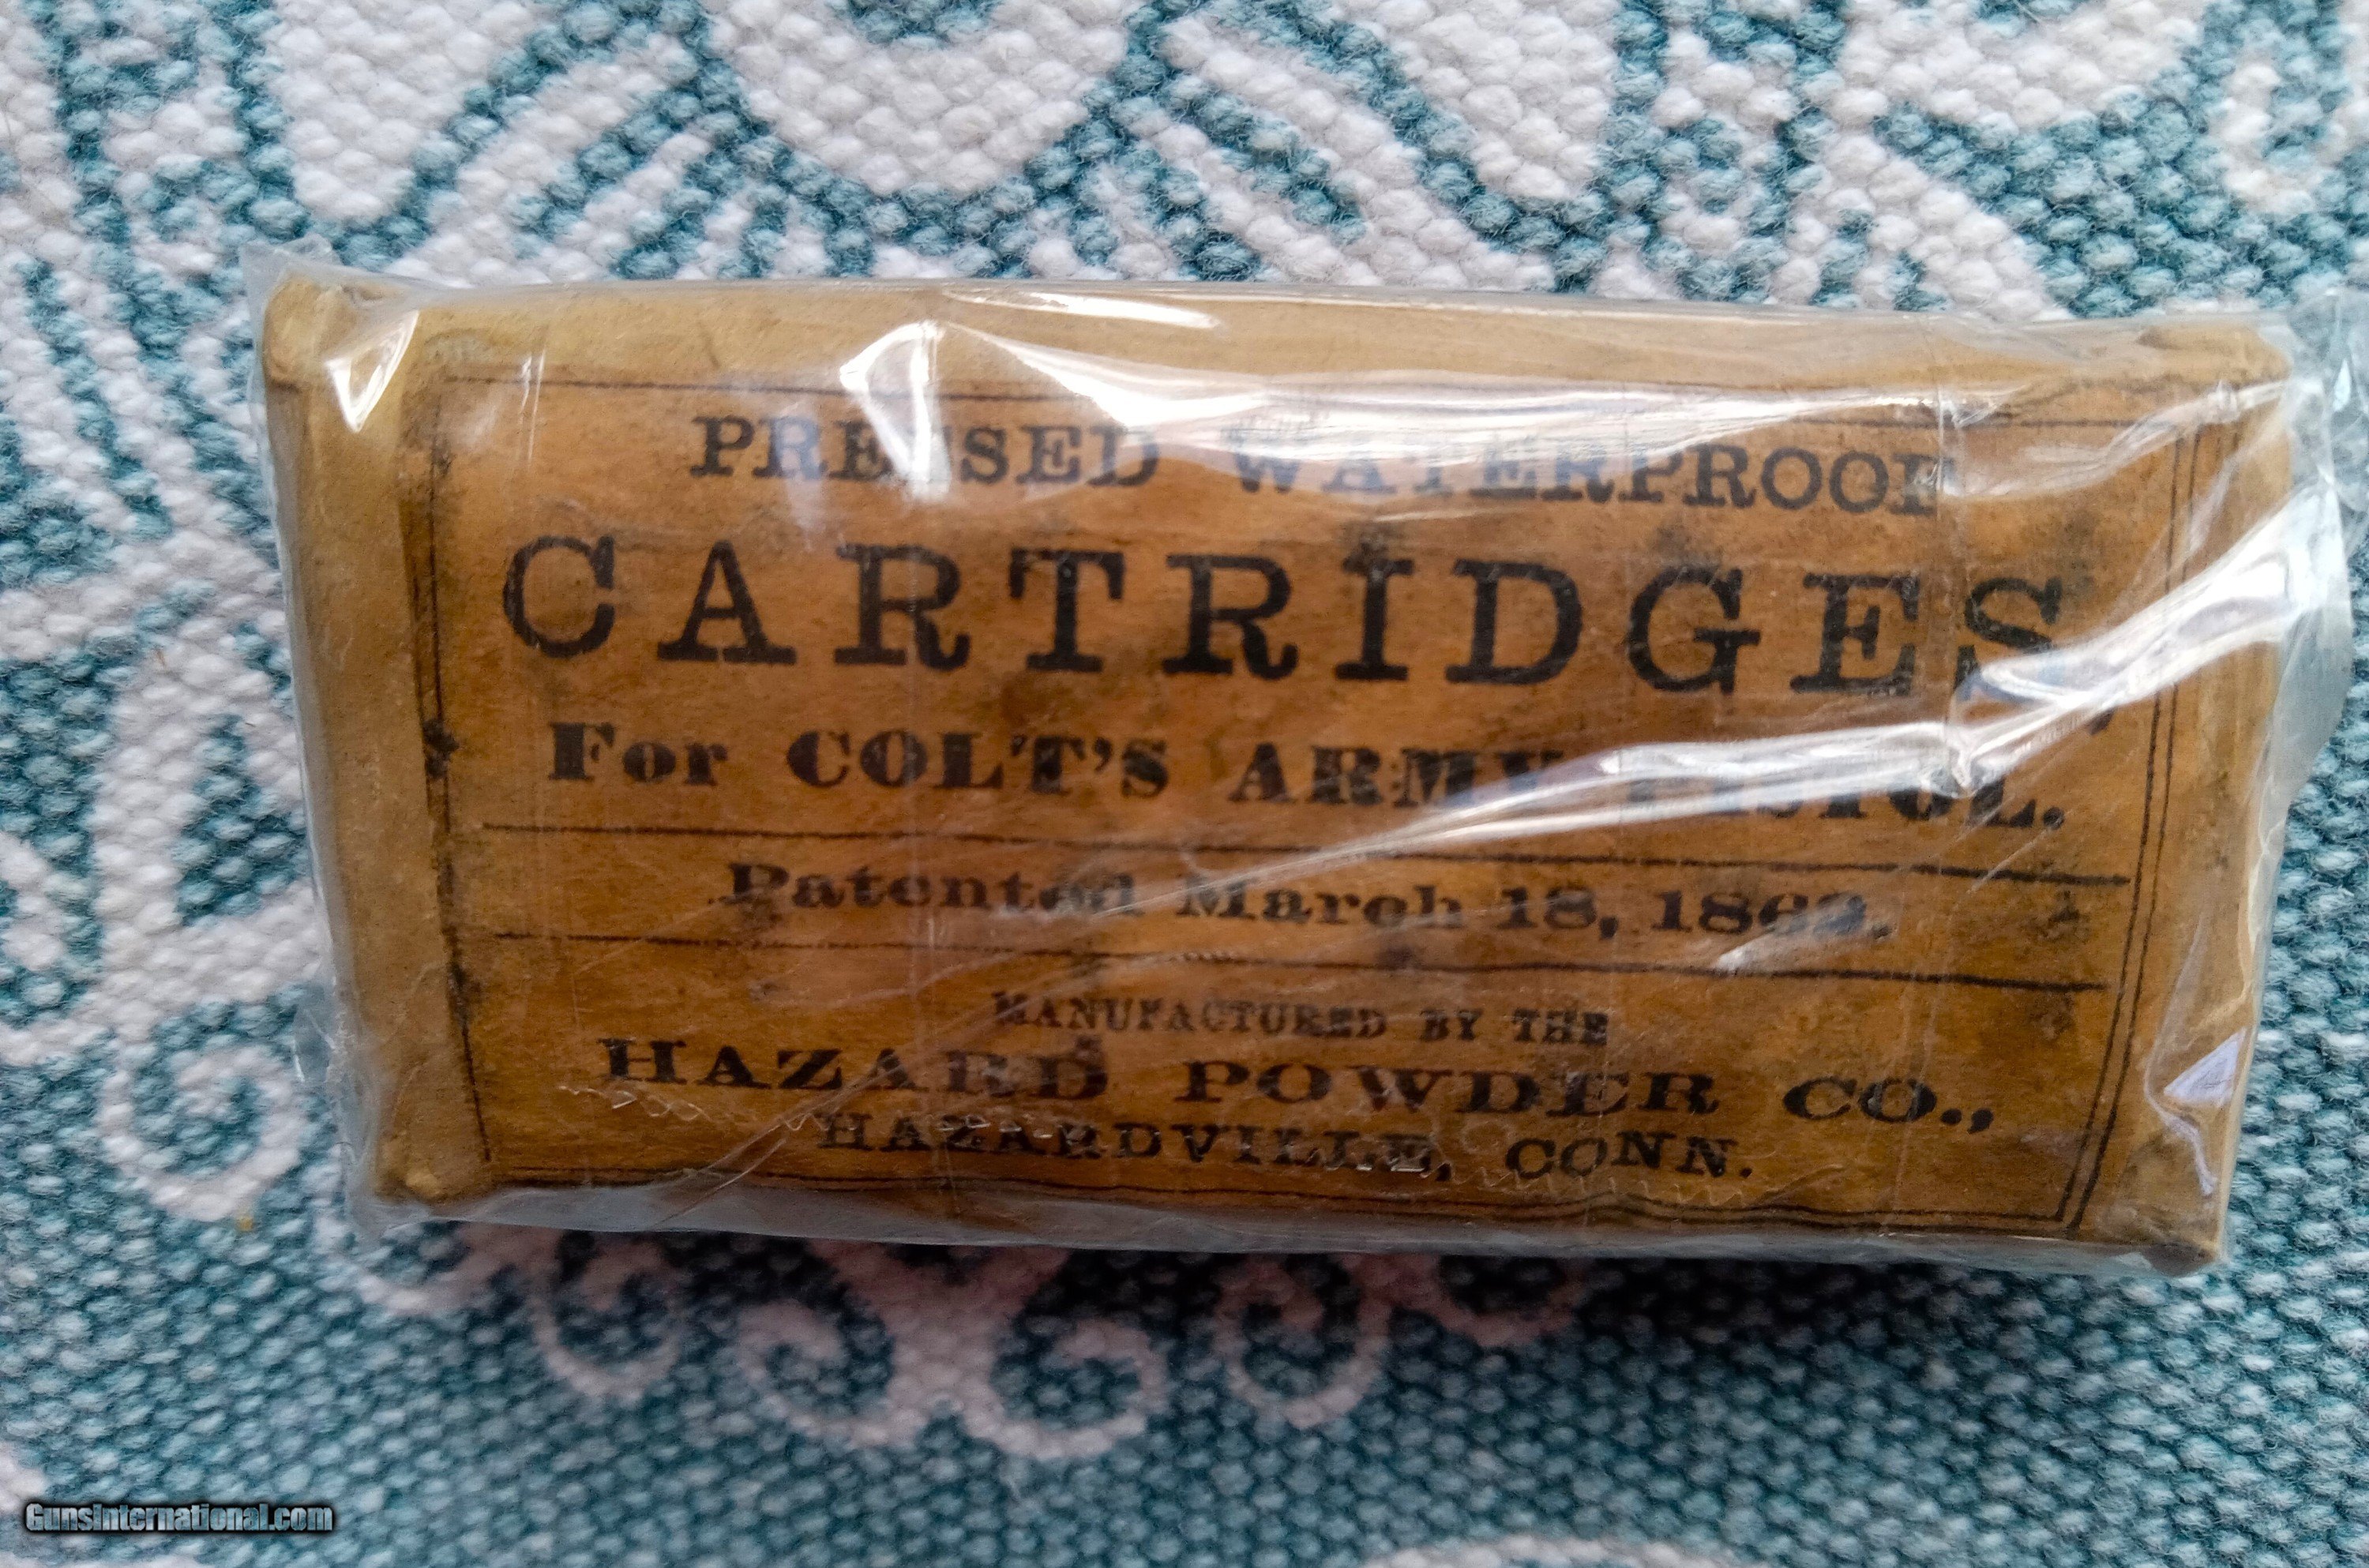 PRESSED WATERPROOF
CARTRIDGES,
For COLT'S ARMY PISTOL.
Patented March 18, 1862.
MANUFACTURED BY THE
HAZARD POWDER CO.,
HAZARDVILLE, CONN.
GunsInternational.com